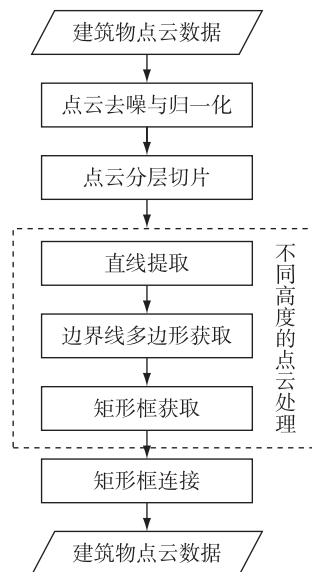 建筑物点云数据
点云去噪与归一化
点云分层切片
直线提取
边界线多边形获取
矩形框获取
不同高度的点云处理
矩形框连接
建筑物点云数据